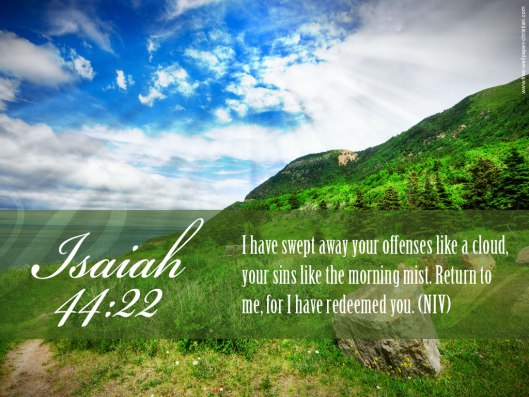 Isaiah
44:22
I have swept away your offenses like a cloud,
your sins like the morning mist. Return to
me, for I have redeemed you. (NIV)